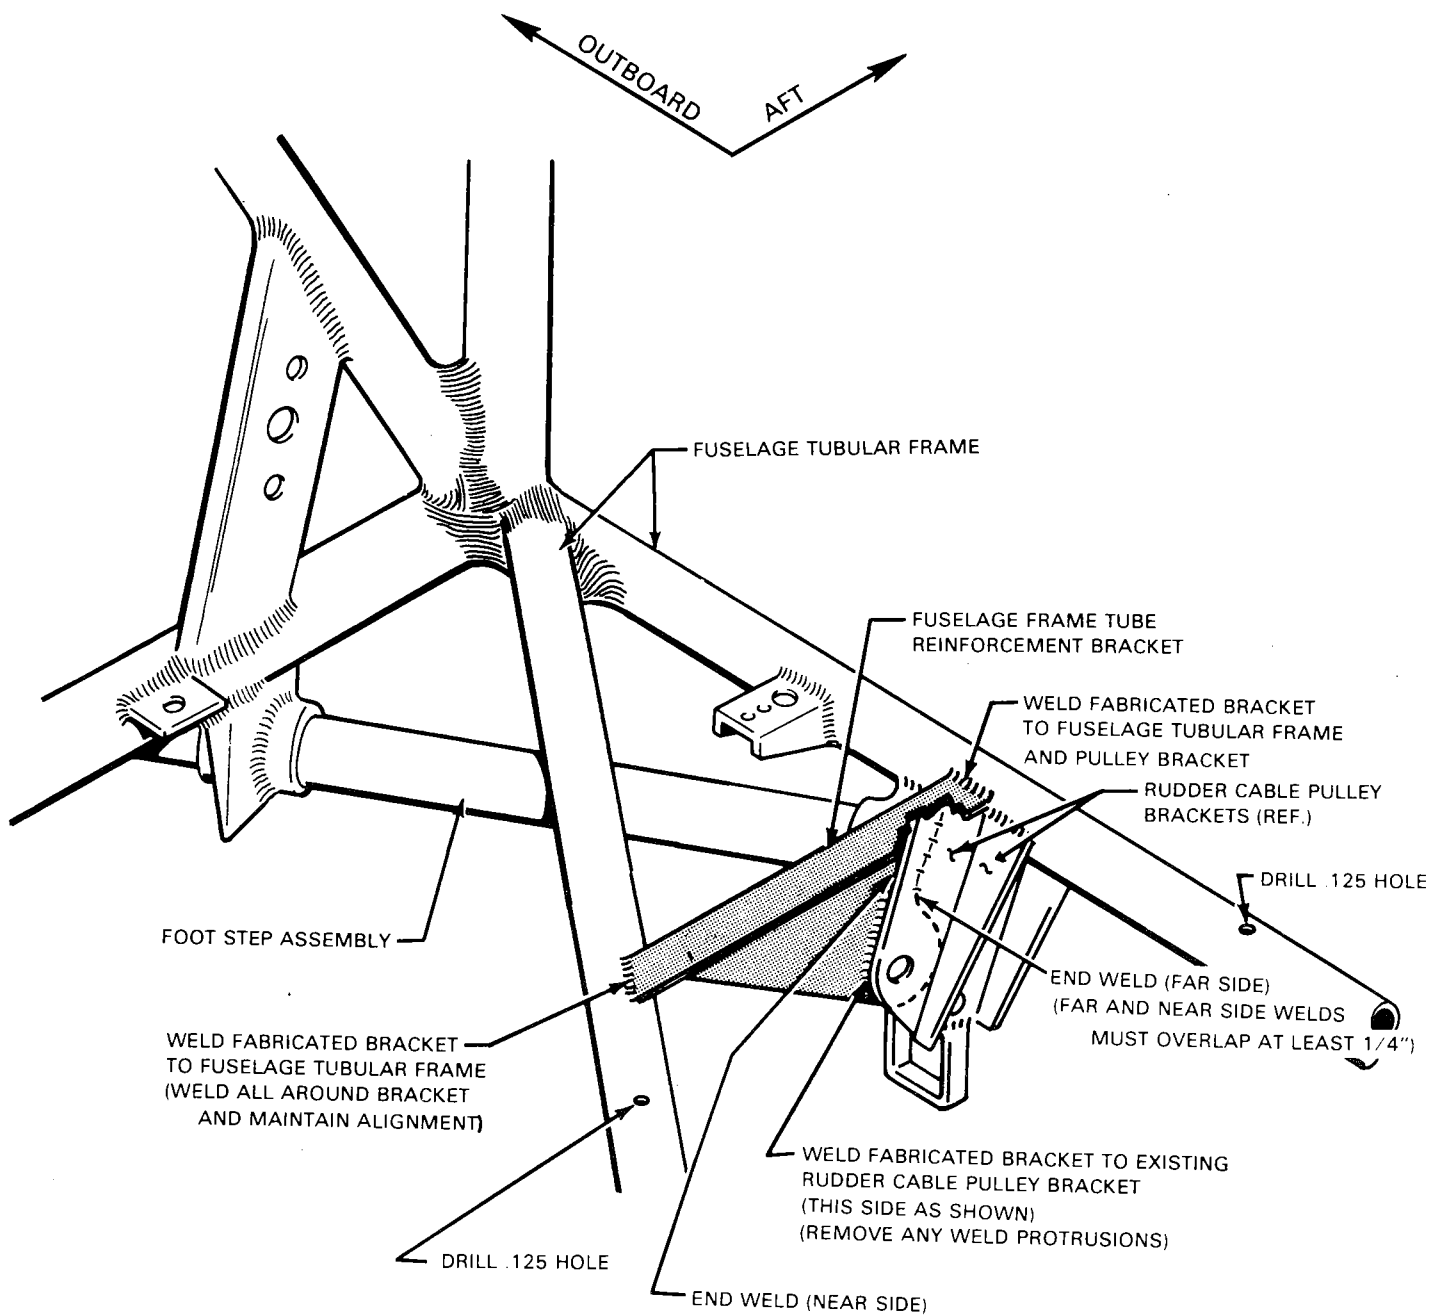 OUTBOARD
AFT
FUSELAGE TUBULAR FRAME
FUSELAGE FRAME TUBE
REINFORCEMENT BRACKET
WELD FABRICATED BRACKET
TO FUSELAGE TUBULAR FRAME
AND PULLEY BRACKET
RUDDER CABLE PULLEY
BRACKETS (REF.)
DRILL .125 HOLE
FOOT STEP ASSEMBLY
END WELD (FAR SIDE)
(FAR AND NEAR SIDE WELDS
MUST OVERLAP AT LEAST 1/4")
WELD FABRICATED BRACKET
TO FUSELAGE TUBULAR FRAME
(WELD ALL AROUND BRACKET
AND MAINTAIN ALIGNMENT)
WELD FABRICATED BRACKET TO EXISTING
RUDDER CABLE PULLEY BRACKET
(THIS SIDE AS SHOWN)
(REMOVE ANY WELD PROTRUSIONS)
DRILL .125 HOLE
END WELD (NEAR SIDE)